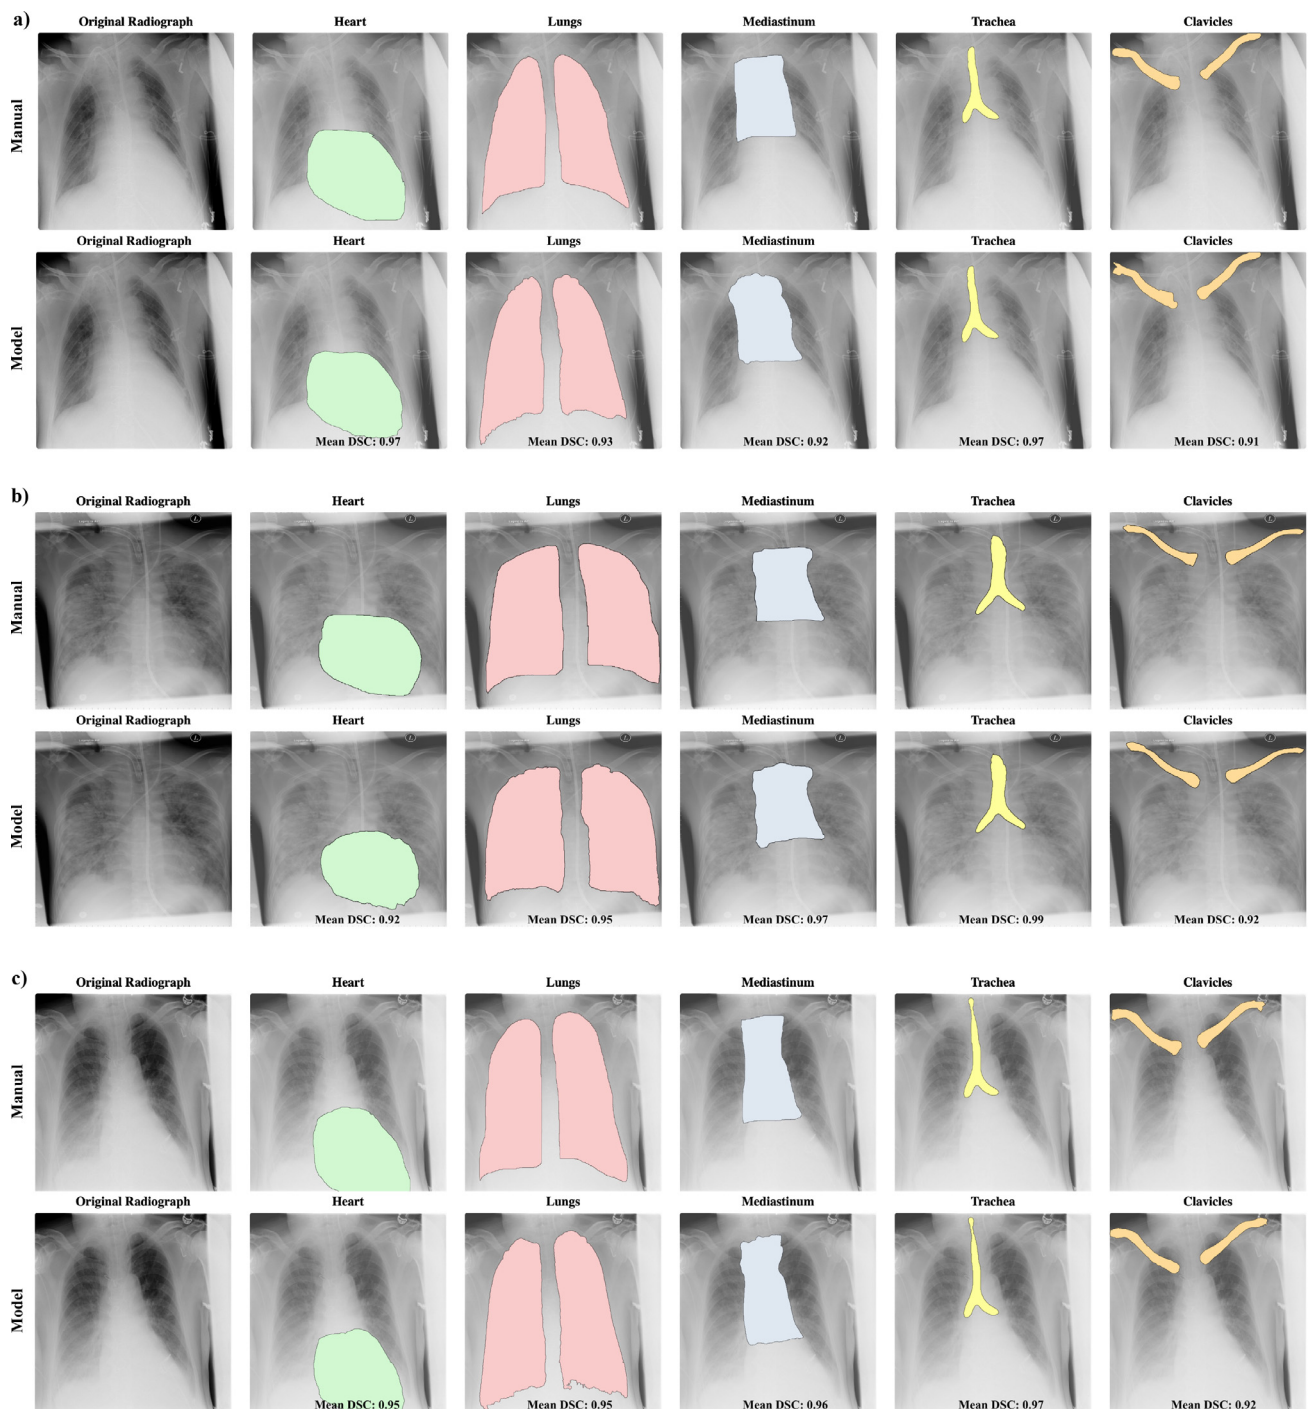 a)
Original Radiograph Heart Lungs Mediastinum Trachea Clavicles
Manual
Original Radiograph Heart Lungs Mediastinum Trachea Clavicles
Model
Mean DSC: 0.97 Mean DSC: 0.93 Mean DSC: 0.92 Mean DSC: 0.97 Mean DSC: 0.91
b)
Original Radiograph Heart Lungs Mediastinum Trachea Clavicles
L L L L L
Manual
Original Radiograph Heart Lungs Mediastinum Trachea Clavicles
L L L L L
Model
Mean DSC: 0.92 Mean DSC: 0.95 Mean DSC: 0.97 Mean DSC: 0.99 Mean DSC: 0.92
c)
Original Radiograph Heart Lungs Mediastinum Trachea Clavicles
Manual
Original Radiograph Heart Lungs Mediastinum Trachea Clavicles
Model
Mean DSC: 0.95 Mean DSC: 0.95 Mean DSC: 0.96 Mean DSC: 0.97 Mean DSC: 0.92